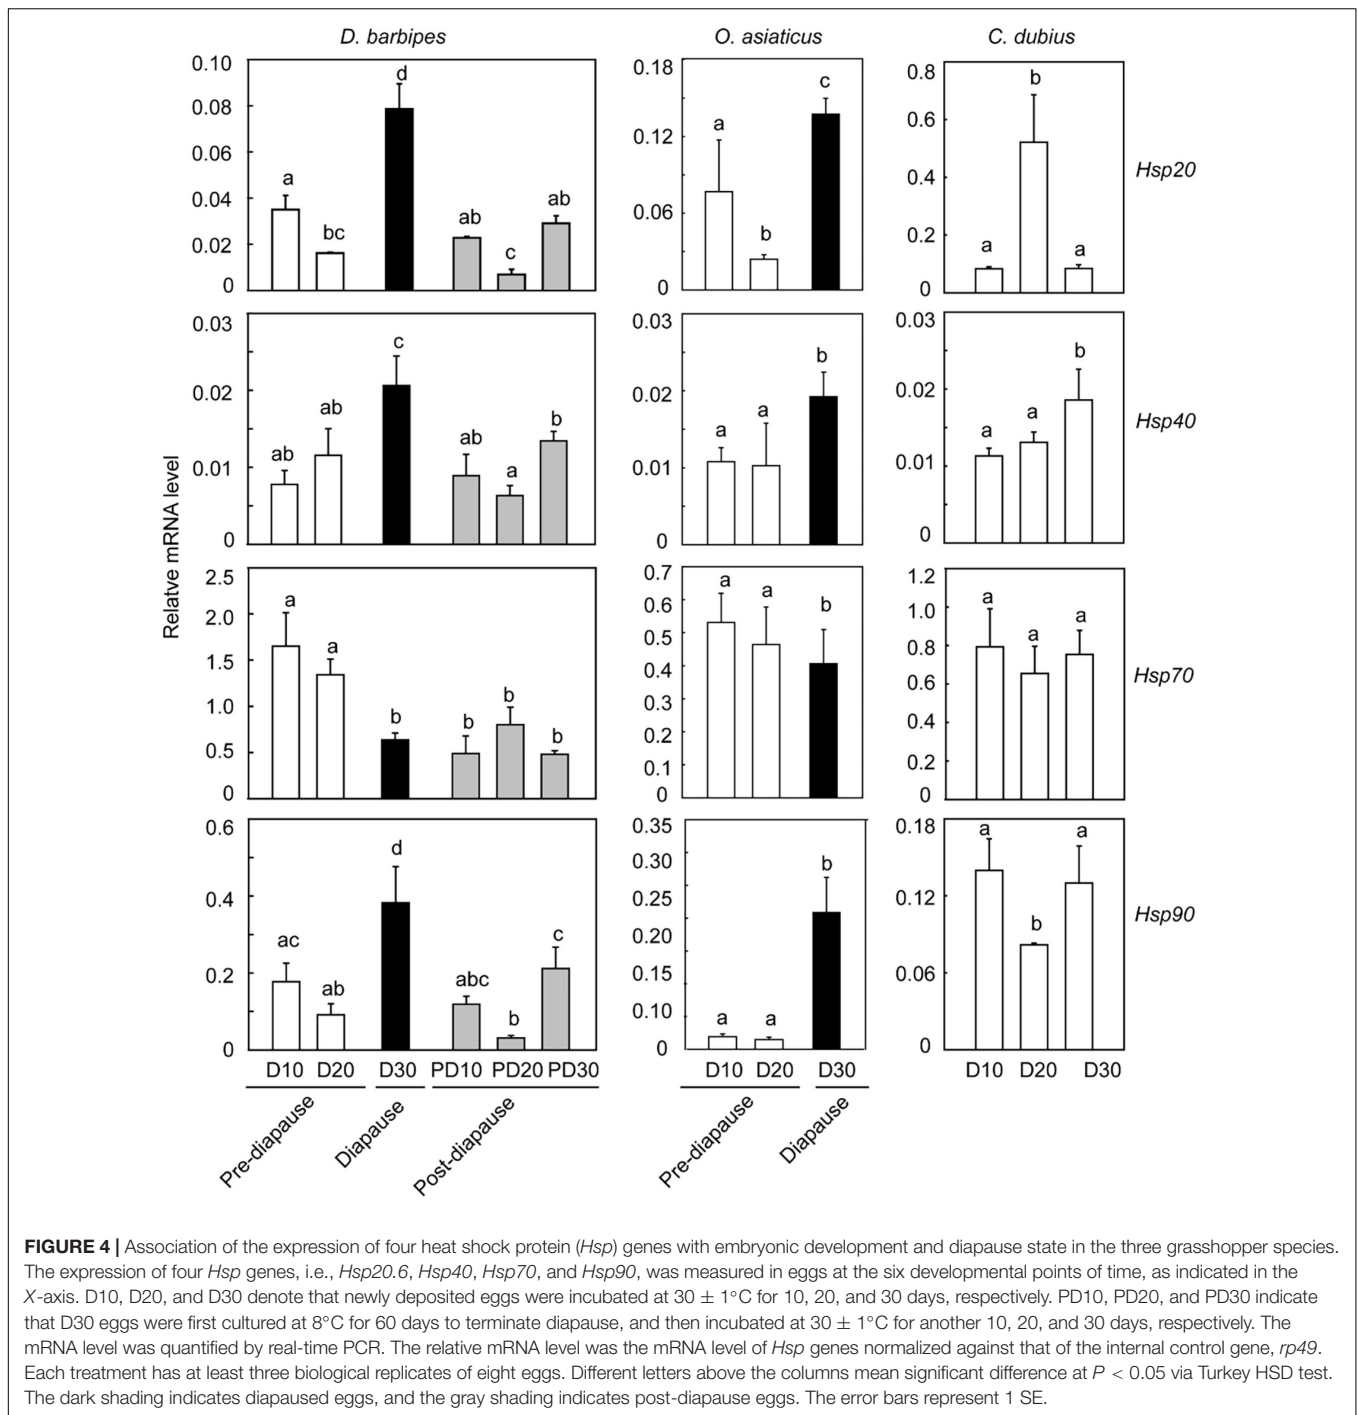 D. barbipes
O. asiaticus
C. dubius
0.10
0.08
0.06
0.04
0.02
0
a
bc
d
ab
c
ab
0.18
0.12
0.06
0
a
b
c
0.8
0.6
0.4
0.2
0
a
b
a
Hsp20
0.03
0.02
0.01
0
ab
ab
c
ab
a
b
0.03
0.02
0.01
0
a
a
b
0.03
0.02
0.01
0
a
a
b
Hsp40
Relatve mRNA level
2.5
2.0
1.5
1.0
0.5
0
a
a
b
b
b
b
0.7
0.6
0.5
0.4
0.3
0.2
0.1
0
a
a
b
1.2
1.0
0.8
0.6
0.4
0.2
0
a
a
a
Hsp70
0.6
0.4
0.2
0
ac
ab
d
abc
b
c
0.35
0.30
0.25
0.20
0.15
0.10
0
a
a
b
0.18
0.12
0.06
0
a
b
a
Hsp90
D10 D20 D30 PD10 PD20 PD30
D10 D20 D30
D10 D20 D30
Pre-diapause
Diapause
Post-diapause
Pre-diapause
Diapause
FIGURE 4 | Association of the expression of four heat shock protein (Hsp) genes with embryonic development and diapause state in the three grasshopper species.
The expression of four Hsp genes, i.e., Hsp20.6, Hsp40, Hsp70, and Hsp90, was measured in eggs at the six developmental points of time, as indicated in the
X-axis. D10, D20, and D30 denote that newly deposited eggs were incubated at 30 ± 1°C for 10, 20, and 30 days, respectively. PD10, PD20, and PD30 indicate
that D30 eggs were first cultured at 8°C for 60 days to terminate diapause, and then incubated at 30 ± 1°C for another 10, 20, and 30 days, respectively. The
mRNA level was quantified by real-time PCR. The relative mRNA level was the mRNA level of Hsp genes normalized against that of the internal control gene, rp49.
Each treatment has at least three biological replicates of eight eggs. Different letters above the columns mean significant difference at P < 0.05 via Turkey HSD test.
The dark shading indicates diapaused eggs, and the gray shading indicates post-diapause eggs. The error bars represent 1 SE.